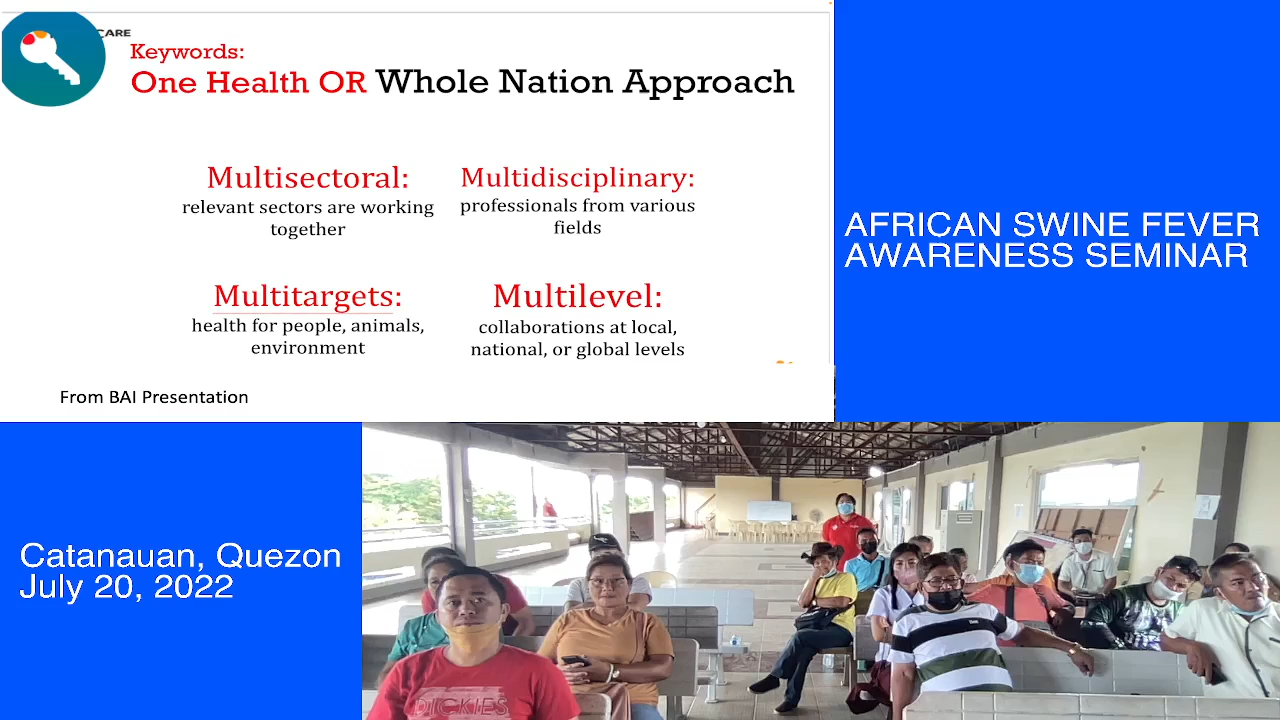 CARE
Keywords:
One Health OR Whole Nation Approach
Multisectoral:
relevant sectors are working
together
Multidisciplinary:
professionals from various
fields
Multitargets:
health for people, animals,
environment
Multilevel:
collaborations at local,
national, or global levels
From BAI Presentation
AFRICAN SWINE FEVER
AWARENESS SEMINAR
Catanauan, Quezon
July 20, 2022
DICKIES